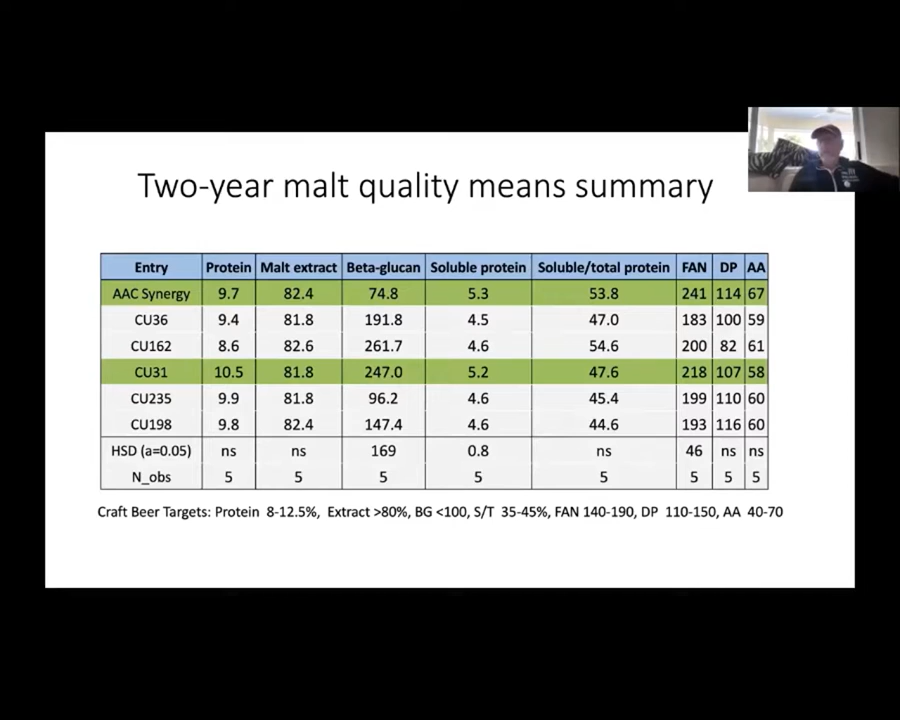 Two-year malt quality means summary
Entry Protein Malt extract Beta-glucan Soluble protein Soluble/total protein FAN DP AA
AAC Synergy 9.7 82.4 74.8 5.3 53.8 241 114 67
CU36 9.4 81.8 191.8 4.5 47.0 183 100 59
CU162 8.6 82.6 261.7 4.6 54.6 200 82 61
CU31 10.5 81.8 247.0 5.2 47.6 218 107 58
CU235 9.9 81.8 96.2 4.6 45.4 199 110 60
CU198 9.8 82.4 147.4 4.6 44.6 193 116 60
HSD (a=0.05) ns ns 169 0.8 ns 46 ns ns
N_obs 5 5 5 5 5 5 5 5
Craft Beer Targets: Protein 8-12.5%, Extract >80%, BG <100, S/T 35-45%, FAN 140-190, DP 110-150, AA 40-70